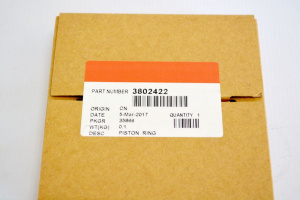 PART NUMBER 3802422
ORIGIN CN
DATE 5-Mar-2017 QUANTITY 1
PKGR 35866
WT(KG) 0.1
DESC PISTON RING